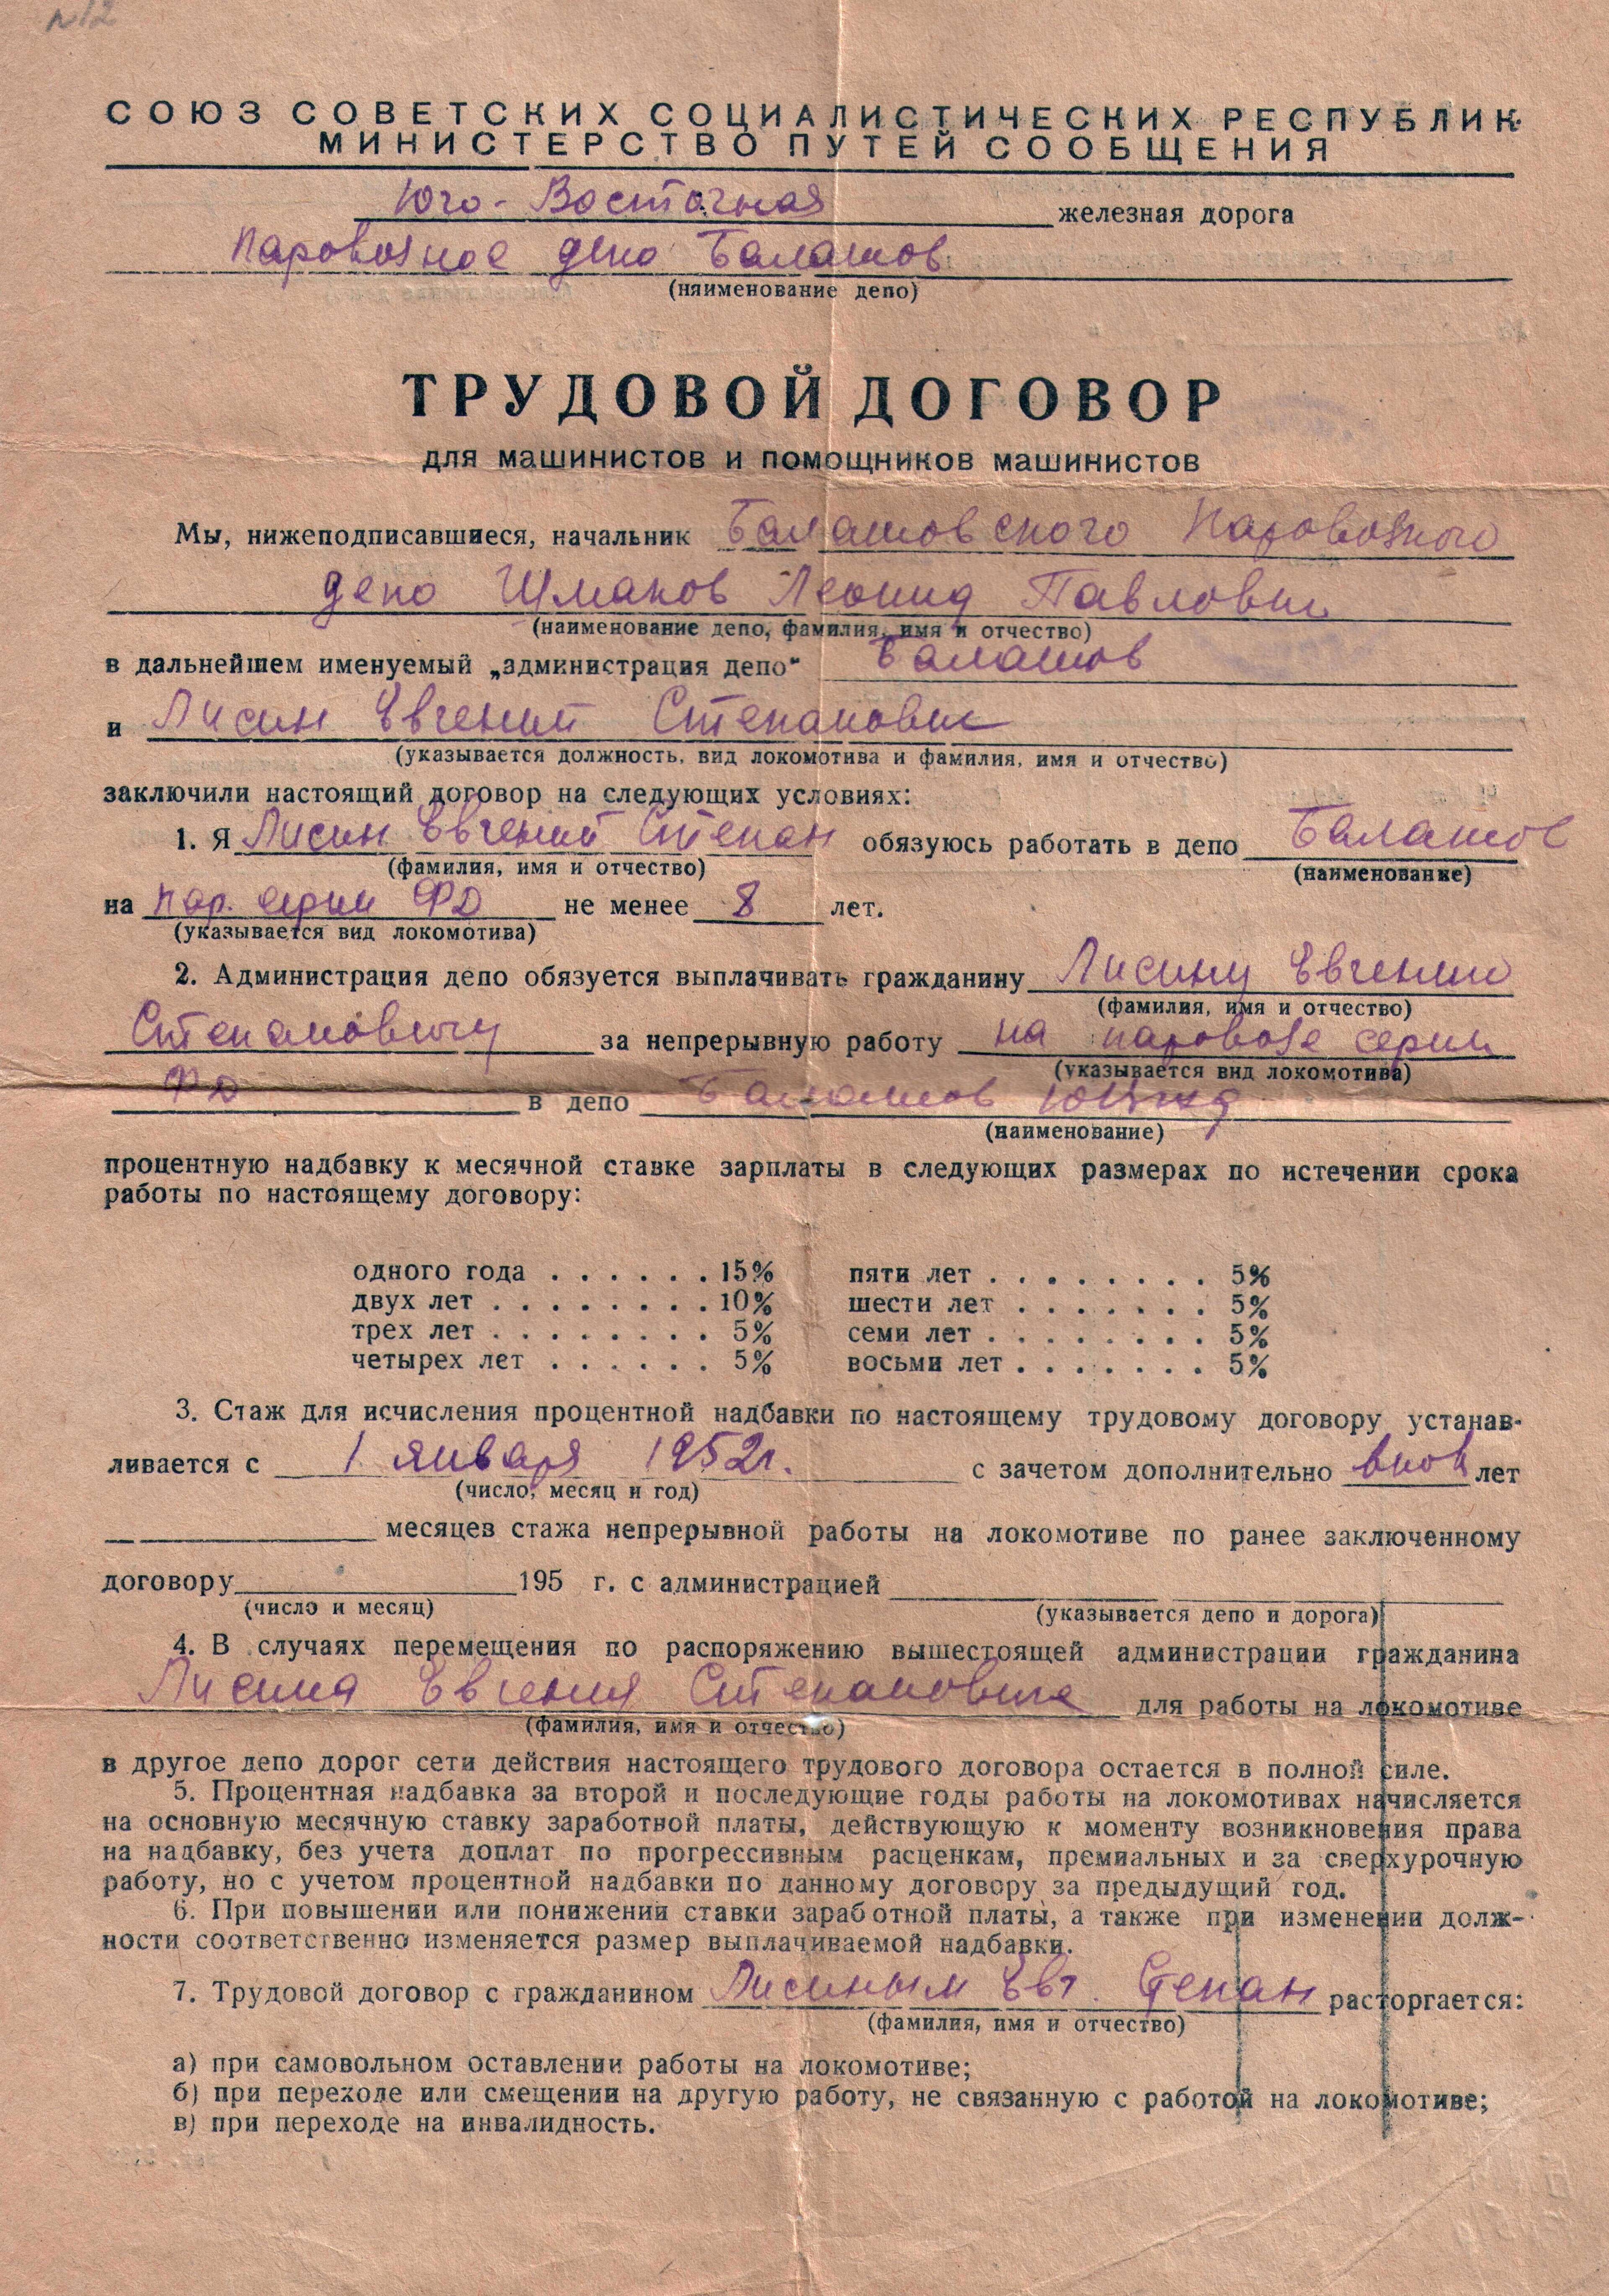 N12
СОЮЗ СОВЕТСКИХ СОЦИАЛИСТИЧЕСКИХ РЕСПУБЛИК
МИНИСТЕРСТВО ПУТЕЙ СООБЩЕНИЯ
Юго-Восточная железная дорога
Паровозное депо Балашов
(няименование депо)
ТРУДОВОЙ ДОГОВОР
для машинистов и помощников машинистов
Мы, нижеподписавшиеся, начальник Балашовского Паровозного
депо Шмаков Леонид Павлович
(наименование депо, фамилия, имя и отчество)
в дальнейшем именуемый „администрация депо“ Балашов
и Лисин Евгений Степанович
(указывается должность, вид локомотива и фамилия, имя и отчество)
заключили настоящий договор на следующих условиях:
1. Я Лисин Евгений Степан обязуюсь работать в депо Балашов
(фамилия, имя и отчество) (наименование)
на пар. серии ФД не менее 8 лет.
(указывается вид локомотива)
2. Администрация депо обязуется выплачивать гражданину Лисину Евгению
(фамилия, имя и отчество)
Степановичу за непрерывную работу на паровозе серии
(указывается вид локомотива)
ФД в депо Балашов ЮВжд
(наименование)
процентную надбавку к месячной ставке зарплаты в следующих размерах по истечении срока
работы по настоящему договору:
одного года . . . . . . 15% пяти лет . . . . . . . . 5%
двух лет . . . . . . . . 10% шести лет . . . . . . . 5%
трех лет . . . . . . . . 5% семи лет . . . . . . . . 5%
четырех лет . . . . . . 5% восьми лет . . . . . . . 5%
3. Стаж для исчисления процентной надбавки по настоящему трудовому договору устанав-
ливается с 1 января 1952г. с зачетом дополнительно лет
(число, месяц и год)
месяцев стажа непрерывной работы на локомотиве по ранее заключенному
договору 195 г. с администрацией
(число и месяц) (указывается депо и дорога)
4. В случаях перемещения по распоряжению вышестоящей администрации гражданина
Лисина Евгения Степановича для работы на локомотиве
(фамилия, имя и отчество)
в другое депо дорог сети действия настоящего трудового договора остается в полной силе.
5. Процентная надбавка за второй и последующие годы работы на локомотивах начисляется
на основную месячную ставку заработной платы, действующую к моменту возникновения права
на надбавку, без учета доплат по прогрессивным расценкам, премиальных и за сверхурочную
работу, но с учетом процентной надбавки по данному договору за предыдущий год.
6. При повышении или понижении ставки заработной платы, а также при изменении долж-
ности соответственно изменяется размер выплачиваемой надбавки.
7. Трудовой договор с гражданином Лисиным Евг. Степан расторгается:
(фамилия, имя и отчество)
а) при самовольном оставлении работы на локомотиве;
б) при переходе или смещении на другую работу, не связанную с работой на локомотиве;
в) при переходе на инвалидность.